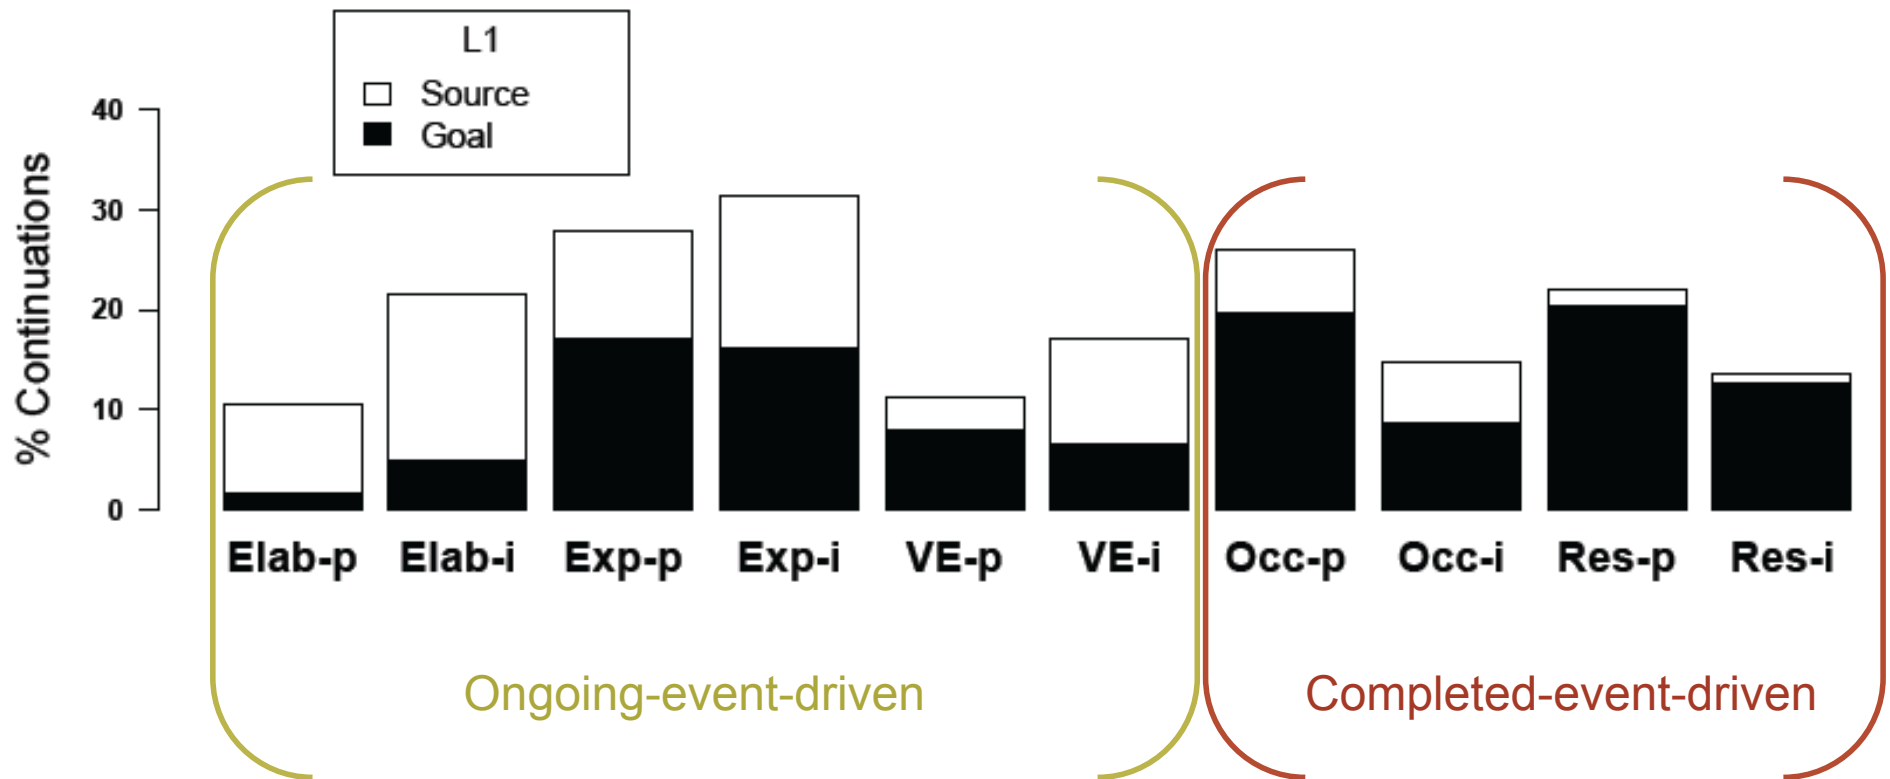 L1
Source
Goal
% Continuations
40
30
20
10
0
Elab-p Elab-i Exp-p Exp-i VE-p VE-i Occ-p Occ-i Res-p Res-i
Ongoing-event-driven Completed-event-driven